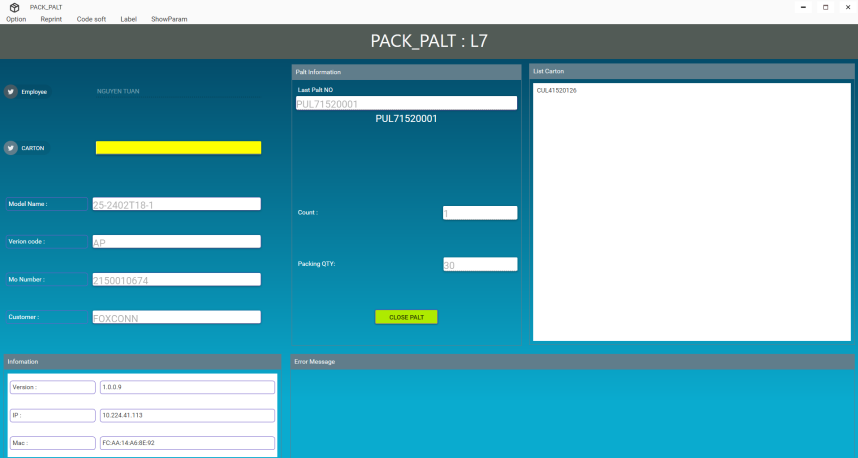 PACK_PALT
Option Reprint Code soft Label ShowParam
PACK_PALT : L7
Employee NGUYEN TUAN
CARTON
Model Name : 25-2402T18-1
Verion code : AP
Mo Number : 2150010674
Customer : FOXCONN
Palt Information
Last Palt NO
PUL71520001
PUL71520001
Count : 1
Packing QTY: 30
CLOSE PALT
List Carton
CUL41520126
Infomation
Version : 1.0.0.9
IP : 10.224.41.113
Mac : FC:AA:14:A6:8E:92
Error Message